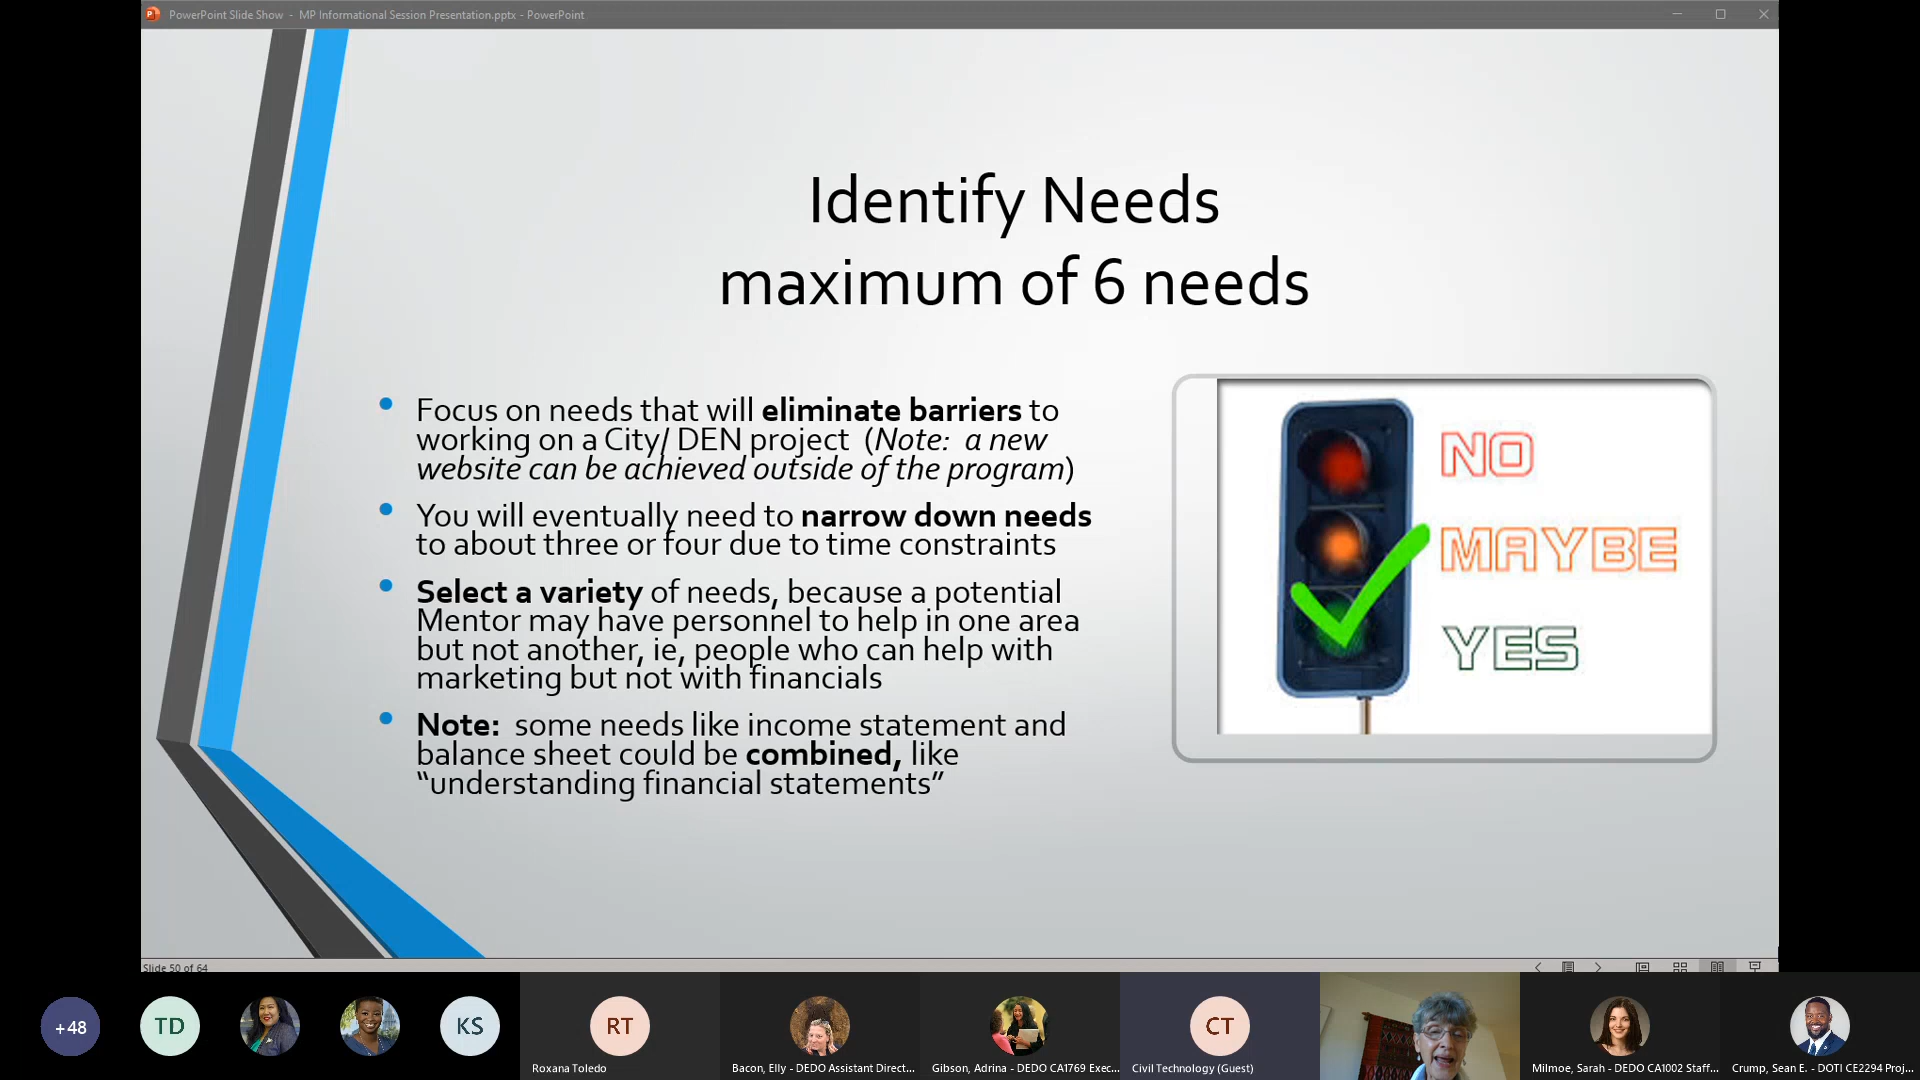 PowerPoint Slide Show - MP Informational Session Presentation.pptx - PowerPoint
Identify Needs
maximum of 6 needs
• Focus on needs that will eliminate barriers to
working on a City/ DEN project (Note: a new
website can be achieved outside of the program)
• You will eventually need to narrow down needs
to about three or four due to time constraints
• Select a variety of needs, because a potential
Mentor may have personnel to help in one area
but not another, ie, people who can help with
marketing but not with financials
• Note: some needs like income statement and
balance sheet could be combined, like
“understanding financial statements”
NO
MAYBE
YES
Slide 50 of 64
+48
TD
KS
RT
CT
Roxana Toledo
Bacon, Elly - DEDO Assistant Direct...
Gibson, Adrina - DEDO CA1769 Exec...
Civil Technology (Guest)
Milmoe, Sarah - DEDO CA1002 Staff...
Crump, Sean E. - DOTI CE2294 Proj...